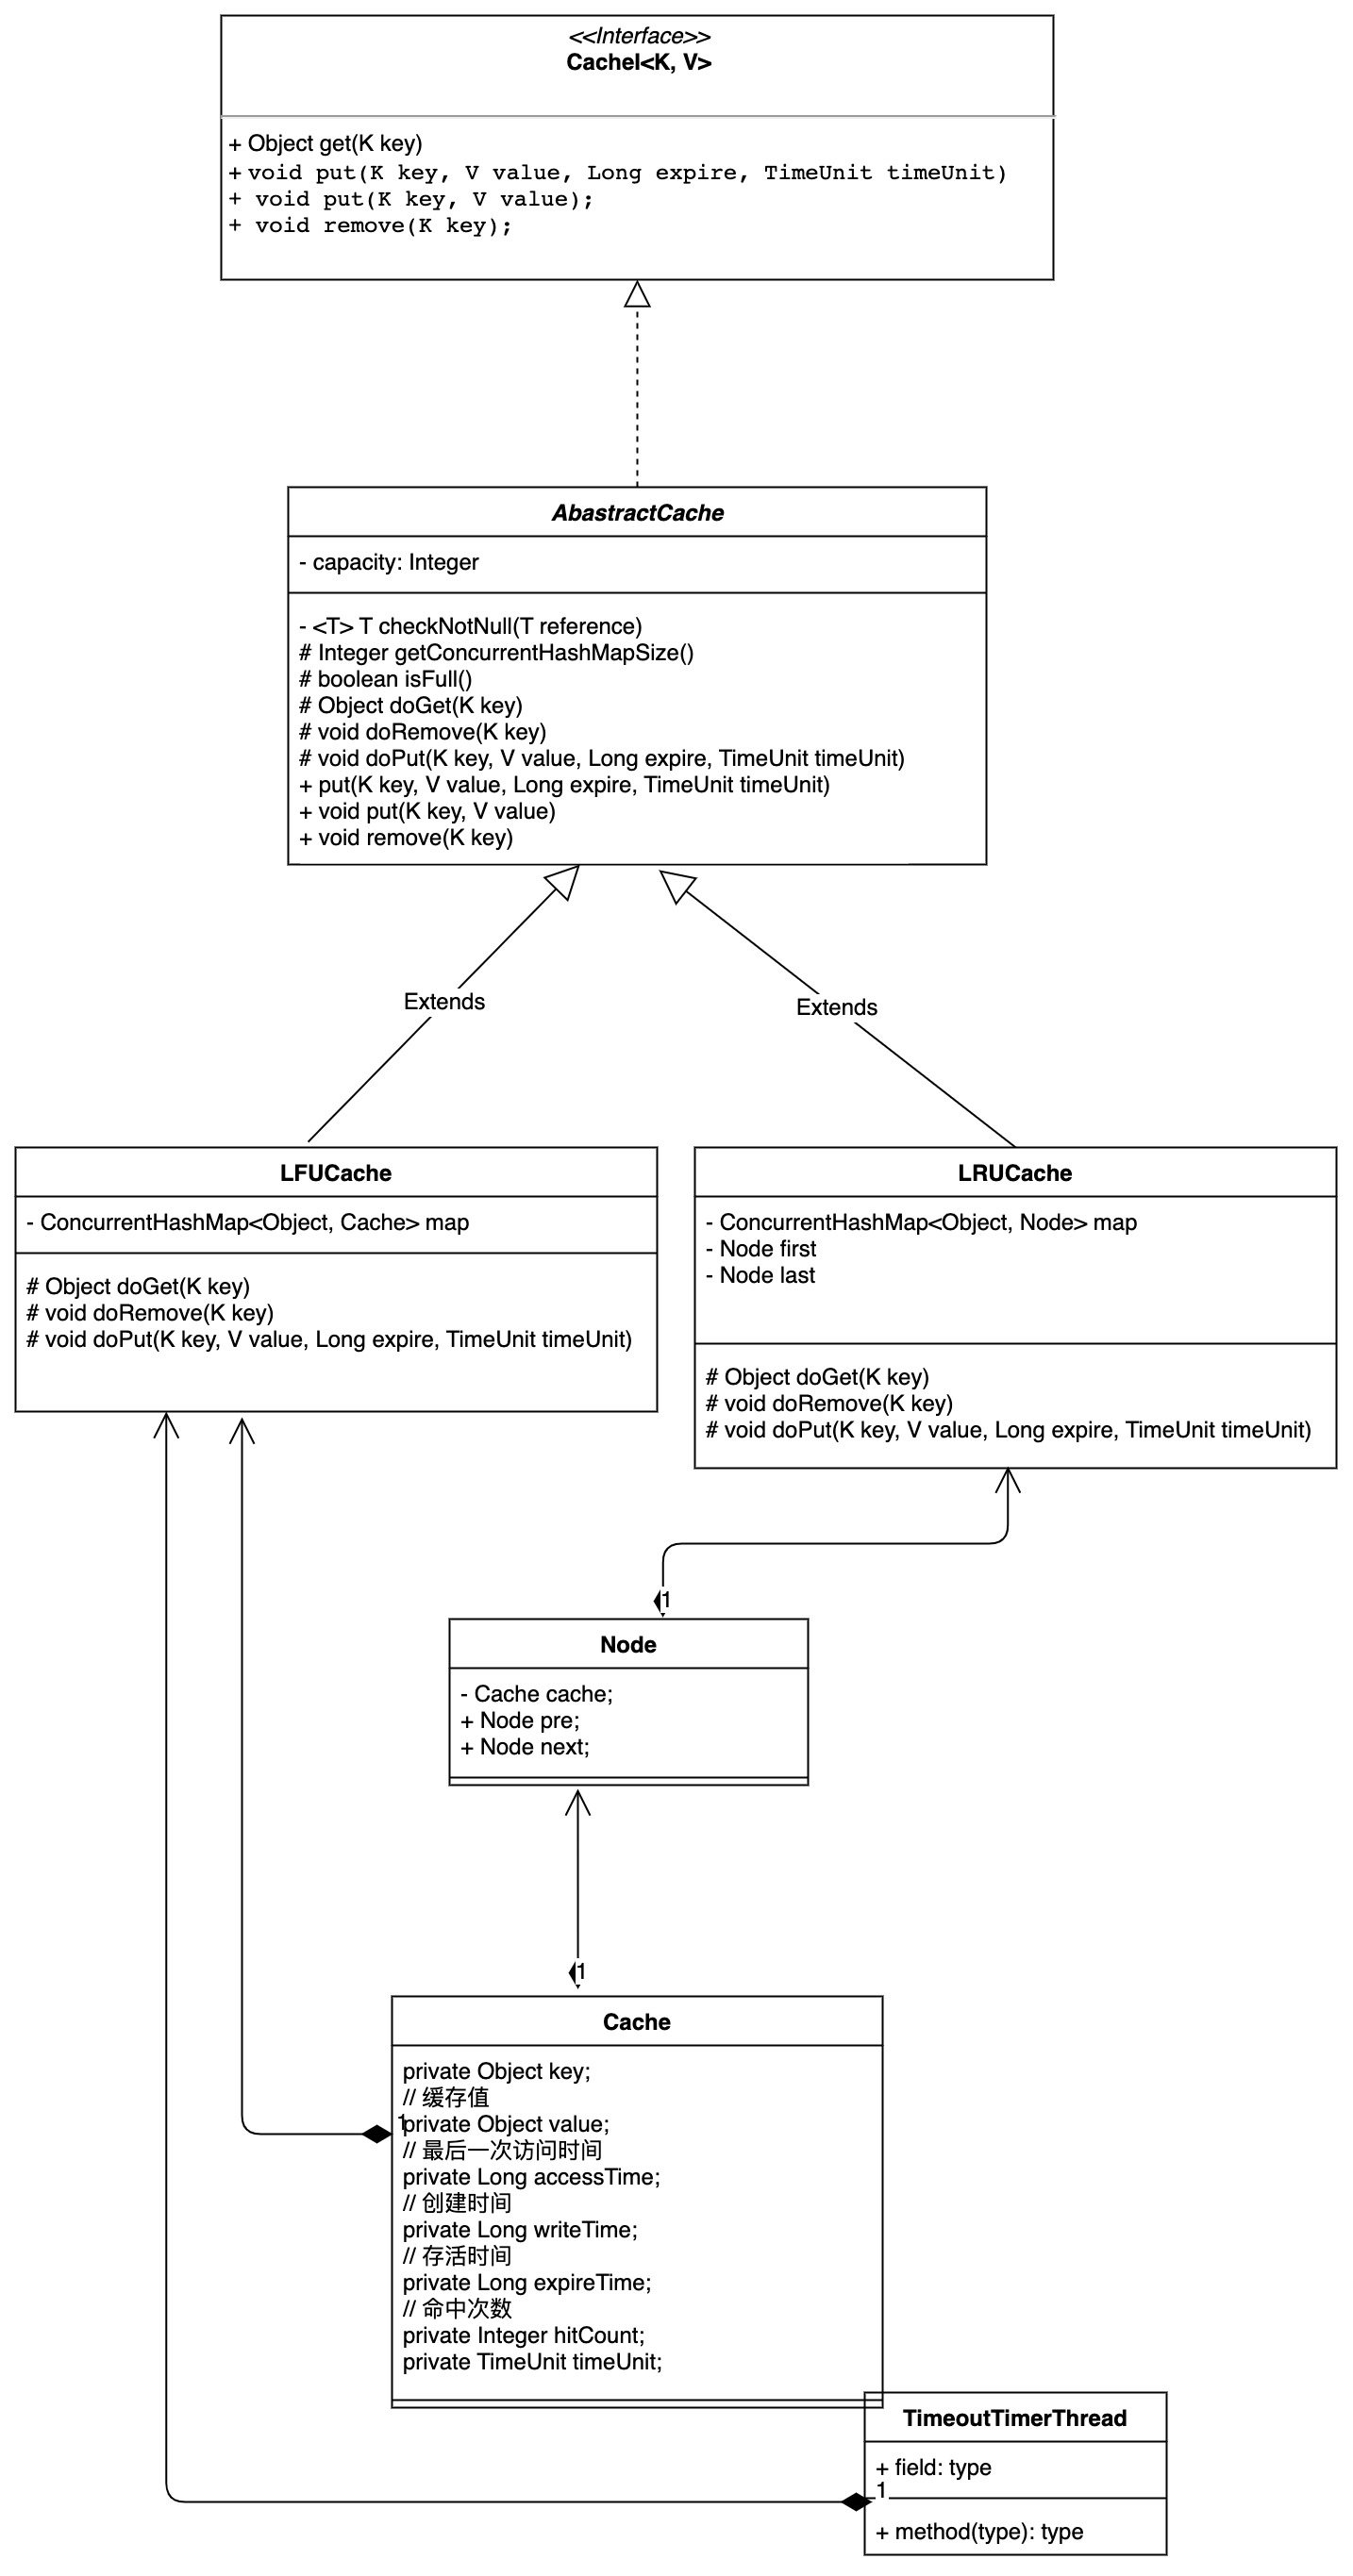 <<Interface>>
CacheI<K, V>
+ Object get(K key)
+ void put(K key, V value, Long expire, TimeUnit timeUnit)
+ void put(K key, V value);
+ void remove(K key);
AbastractCache
- capacity: Integer
- <T> T checkNotNull(T reference)
# Integer getConcurrentHashMapSize()
# boolean isFull()
# Object doGet(K key)
# void doRemove(K key)
# void doPut(K key, V value, Long expire, TimeUnit timeUnit)
+ put(K key, V value, Long expire, TimeUnit timeUnit)
+ void put(K key, V value)
+ void remove(K key)
Extends
Extends
LFUCache
- ConcurrentHashMap<Object, Cache> map
# Object doGet(K key)
# void doRemove(K key)
# void doPut(K key, V value, Long expire, TimeUnit timeUnit)
LRUCache
- ConcurrentHashMap<Object, Node> map
- Node first
- Node last
# Object doGet(K key)
# void doRemove(K key)
# void doPut(K key, V value, Long expire, TimeUnit timeUnit)
1
Node
- Cache cache;
+ Node pre;
+ Node next;
1
Cache
private Object key;
// 缓存值
1
private Object value;
// 最后一次访问时间
private Long accessTime;
// 创建时间
private Long writeTime;
// 存活时间
private Long expireTime;
// 命中次数
private Integer hitCount;
private TimeUnit timeUnit;
TimeoutTimerThread
+ field: type
1
+ method(type): type